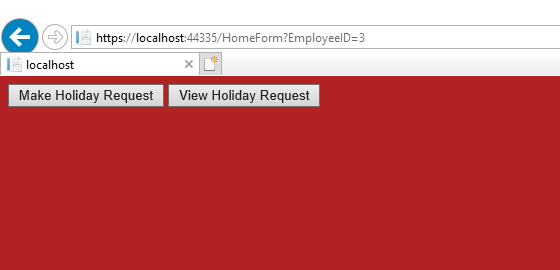 https://localhost:44335/HomeForm?EmployeeID=3
localhost
Make Holiday Request View Holiday Request